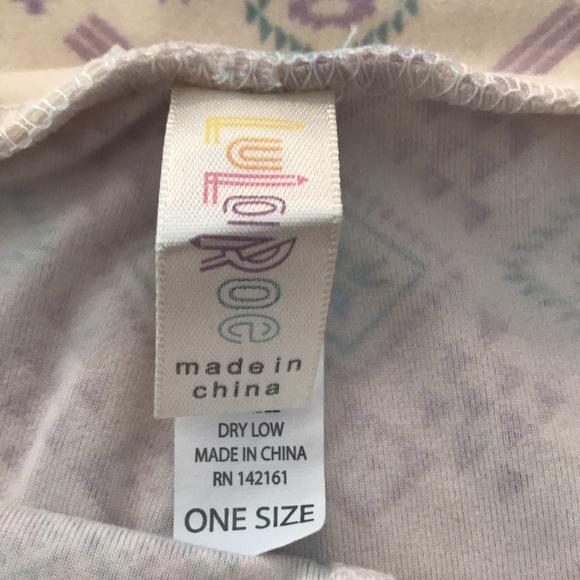 LuLaRoe
made in
china
DRY LOW
MADE IN CHINA
RN 142161
ONE SIZE